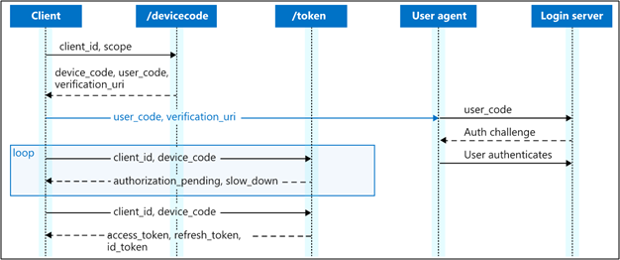 Client
/devicecode
/token
User agent
Login server
client_id, scope
device_code, user_code,
verification_uri
user_code, verification_uri
user_code
Auth challenge
User authenticates
loop
client_id, device_code
authorization_pending, slow_down
client_id, device_code
access_token, refresh_token,
id_token